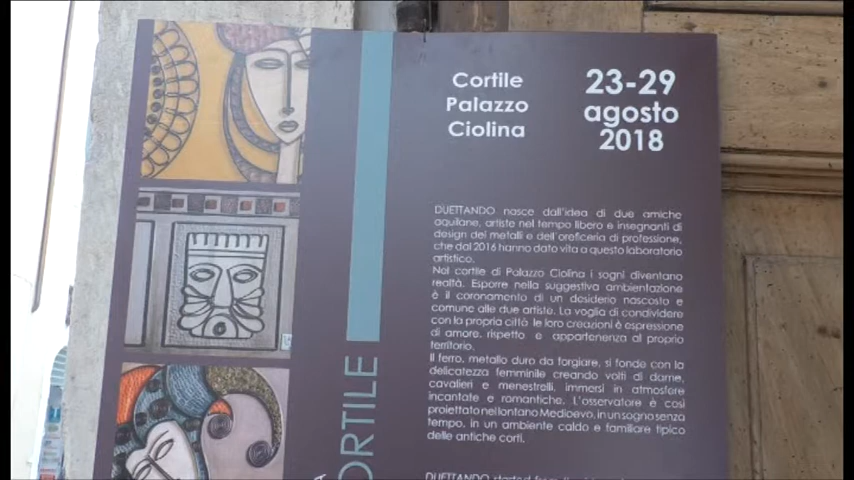 Cortile
Palazzo
Ciolina
23-29
agosto
2018
DUETTANDO nasce dall'idea di due amiche
aquilane, artiste nel tempo libero e insegnanti di
design dei metalli e dell'oreficeria di professione,
che dal 2016 hanno dato vita a questo laboratorio
artistico.
Nel cortile di Palazzo Ciolina i sogni diventano
realtà. Esporre nella suggestiva ambientazione
è il coronamento di un desiderio nascosto e
comune alle due artiste. La voglia di condividere
con la propria città le loro creazioni è espressione
di amore, rispetto e appartenenza al proprio
territorio.
Il ferro, metallo duro da forgiare, si fonde con la
delicatezza femminile creando volti di dame,
cavalieri e menestrelli, immersi in atmosfere
incantate e romantiche. L'osservatore è così
proiettato nel lontano Medioevo, in un sogno senza
tempo, in un ambiente caldo e familiare tipico
delle antiche corti.
DUETTANDO started from the
CORTILE